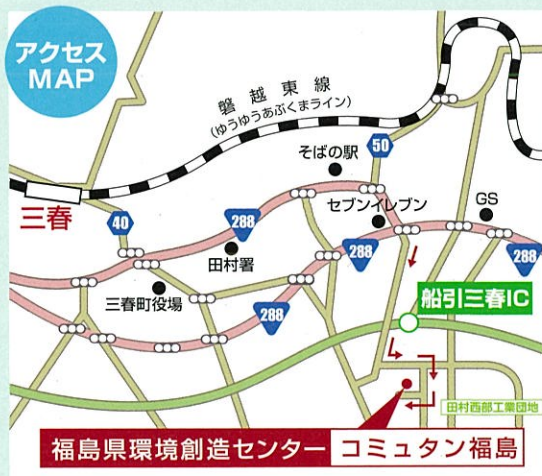 アクセス
MAP
磐越東線
(ゆうゆうあぶくまライン)
50
そばの駅
三春
40
288
セブンイレブン
GS
田村署
288
288
三春町役場
288
船引三春IC
田村西部工業団地
福島県環境創造センター コミュタン福島